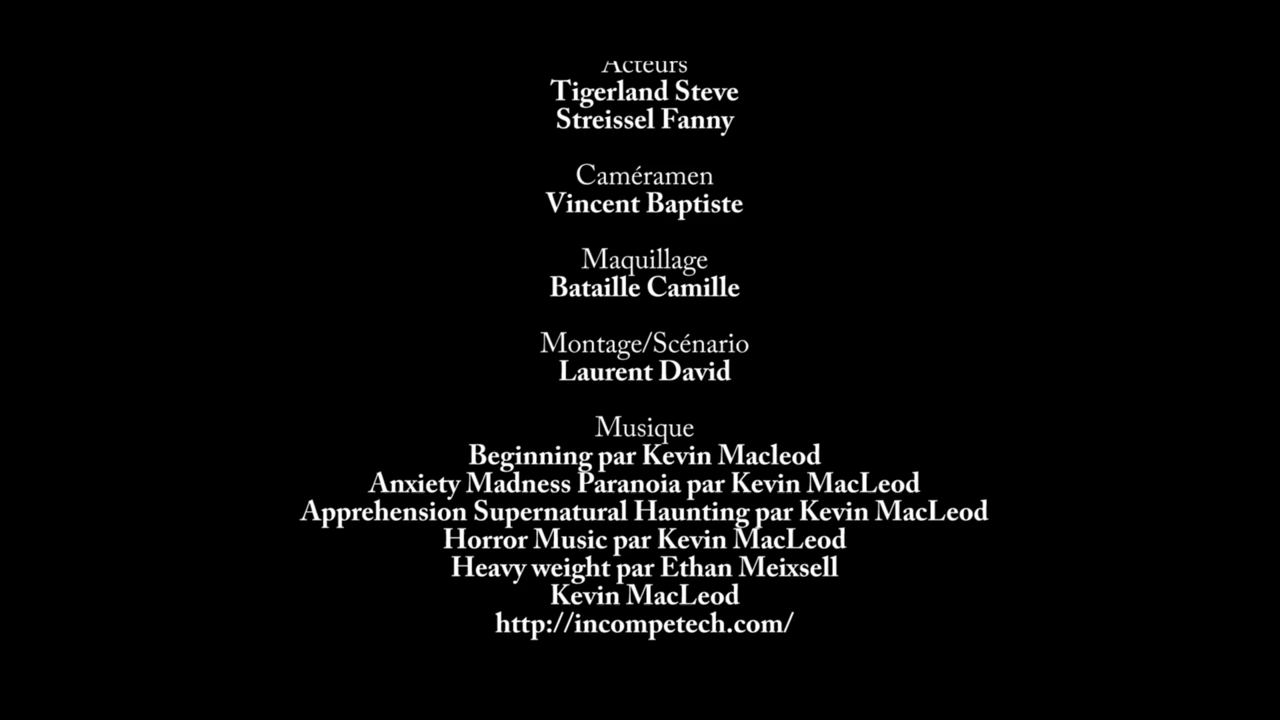 Acteurs
Tigerland Steve
Streissel Fanny
Caméramen
Vincent Baptiste
Maquillage
Bataille Camille
Montage/Scénario
Laurent David
Musique
Beginning par Kevin Macleod
Anxiety Madness Paranoia par Kevin MacLeod
Apprehension Supernatural Haunting par Kevin MacLeod
Horror Music par Kevin MacLeod
Heavy weight par Ethan Meixsell
Kevin MacLeod
http://incompetech.com/